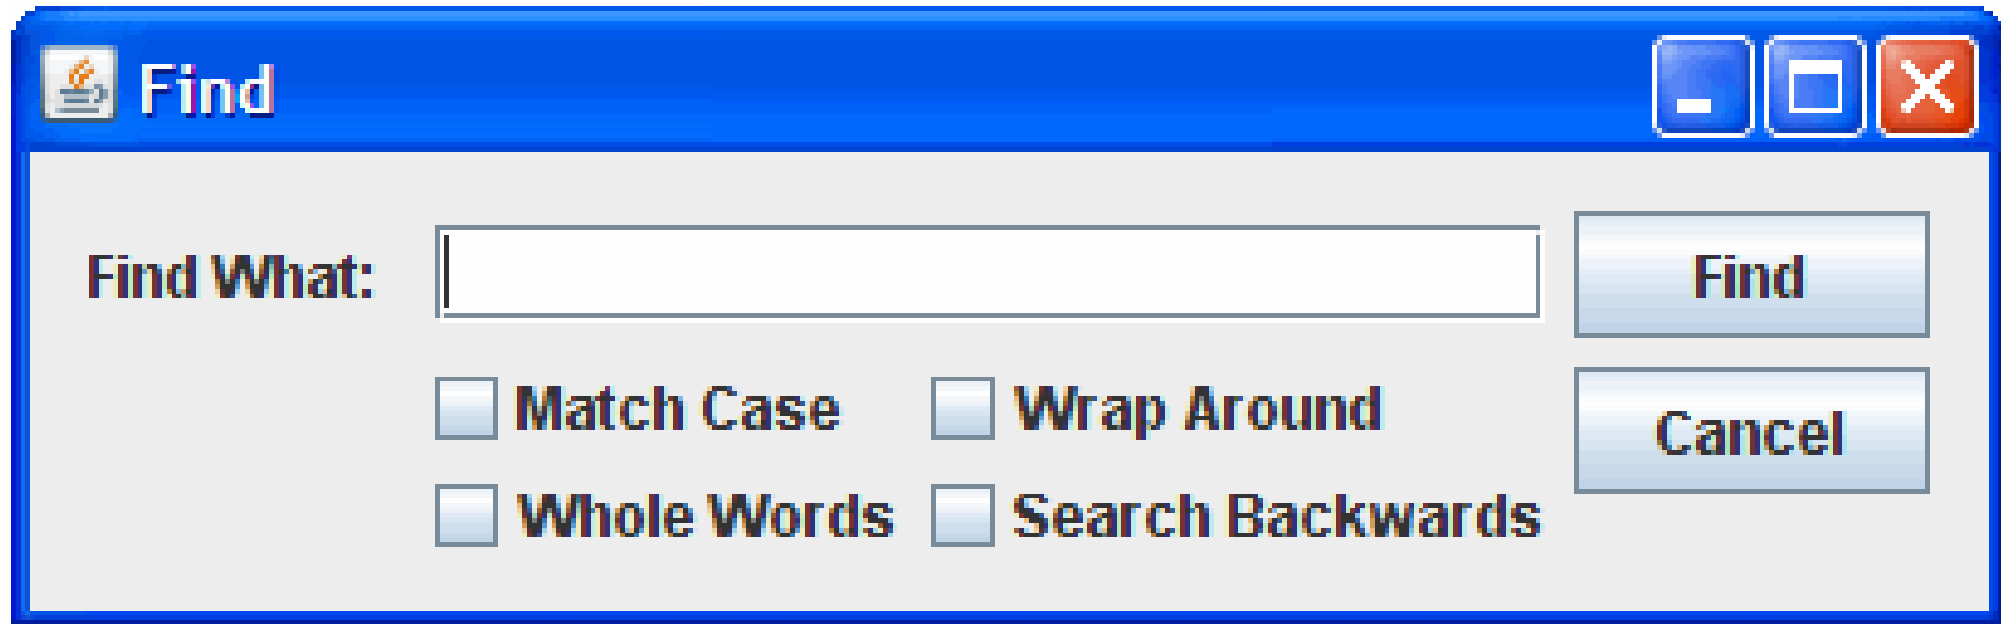 Find
Find What:
Find
Match Case
Wrap Around
Cancel
Whole Words
Search Backwards